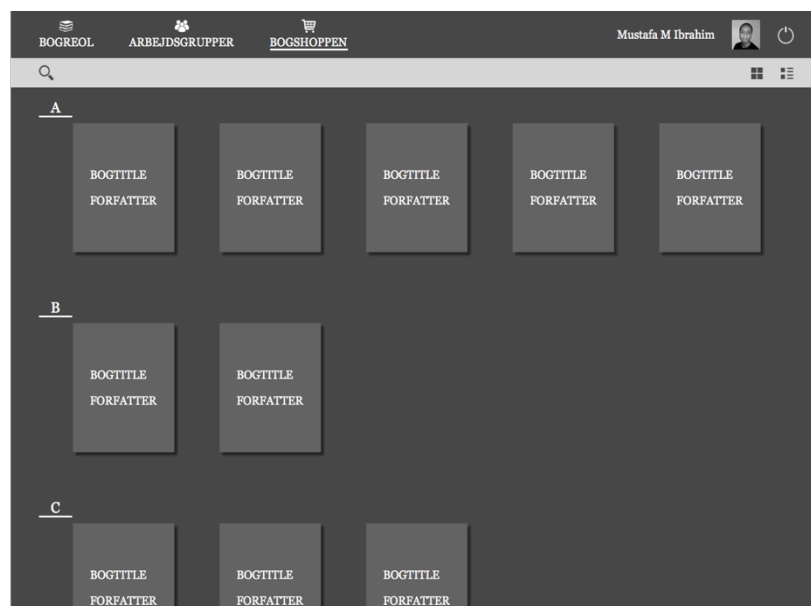 BOGREOL ARBEJDSGRUPPER BOGSHOPPEN Mustafa M Ibrahim
A
BOGTITLE BOGTITLE BOGTITLE BOGTITLE BOGTITLE
FORFATTER FORFATTER FORFATTER FORFATTER FORFATTER
B
BOGTITLE BOGTITLE
FORFATTER FORFATTER
C
BOGTITLE BOGTITLE BOGTITLE
FORFATTER FORFATTER FORFATTER